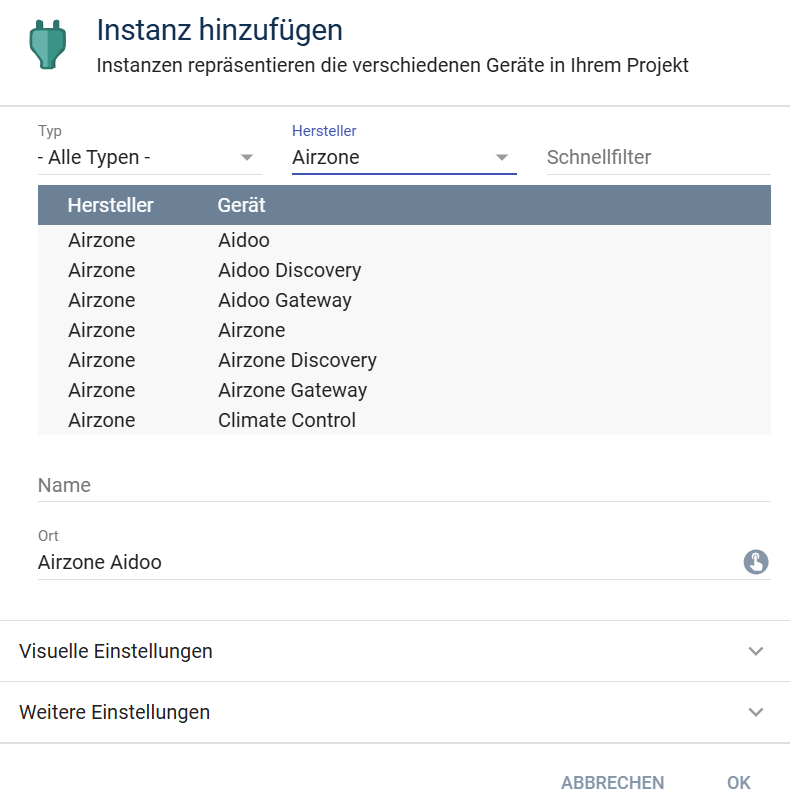 Instanz hinzufügen
Instanzen repräsentieren die verschiedenen Geräte in Ihrem Projekt
Typ Hersteller
- Alle Typen - Airzone Schnellfilter
Hersteller Gerät
Airzone Aidoo
Airzone Aidoo Discovery
Airzone Aidoo Gateway
Airzone Airzone
Airzone Airzone Discovery
Airzone Airzone Gateway
Airzone Climate Control
Name
Ort
Airzone Aidoo
Visuelle Einstellungen
Weitere Einstellungen
ABBRECHEN OK